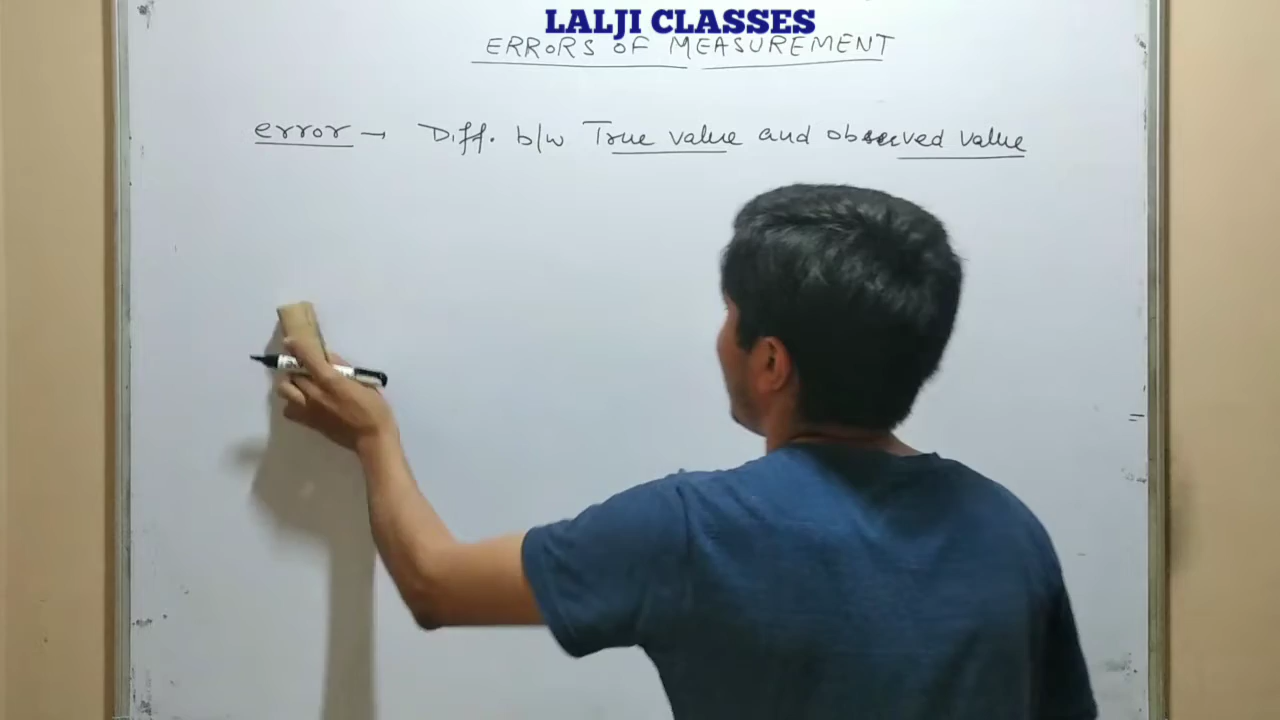 LALJI CLASSES
ERRORS OF MEASUREMENT
error → Diff. b/w True value and observed value